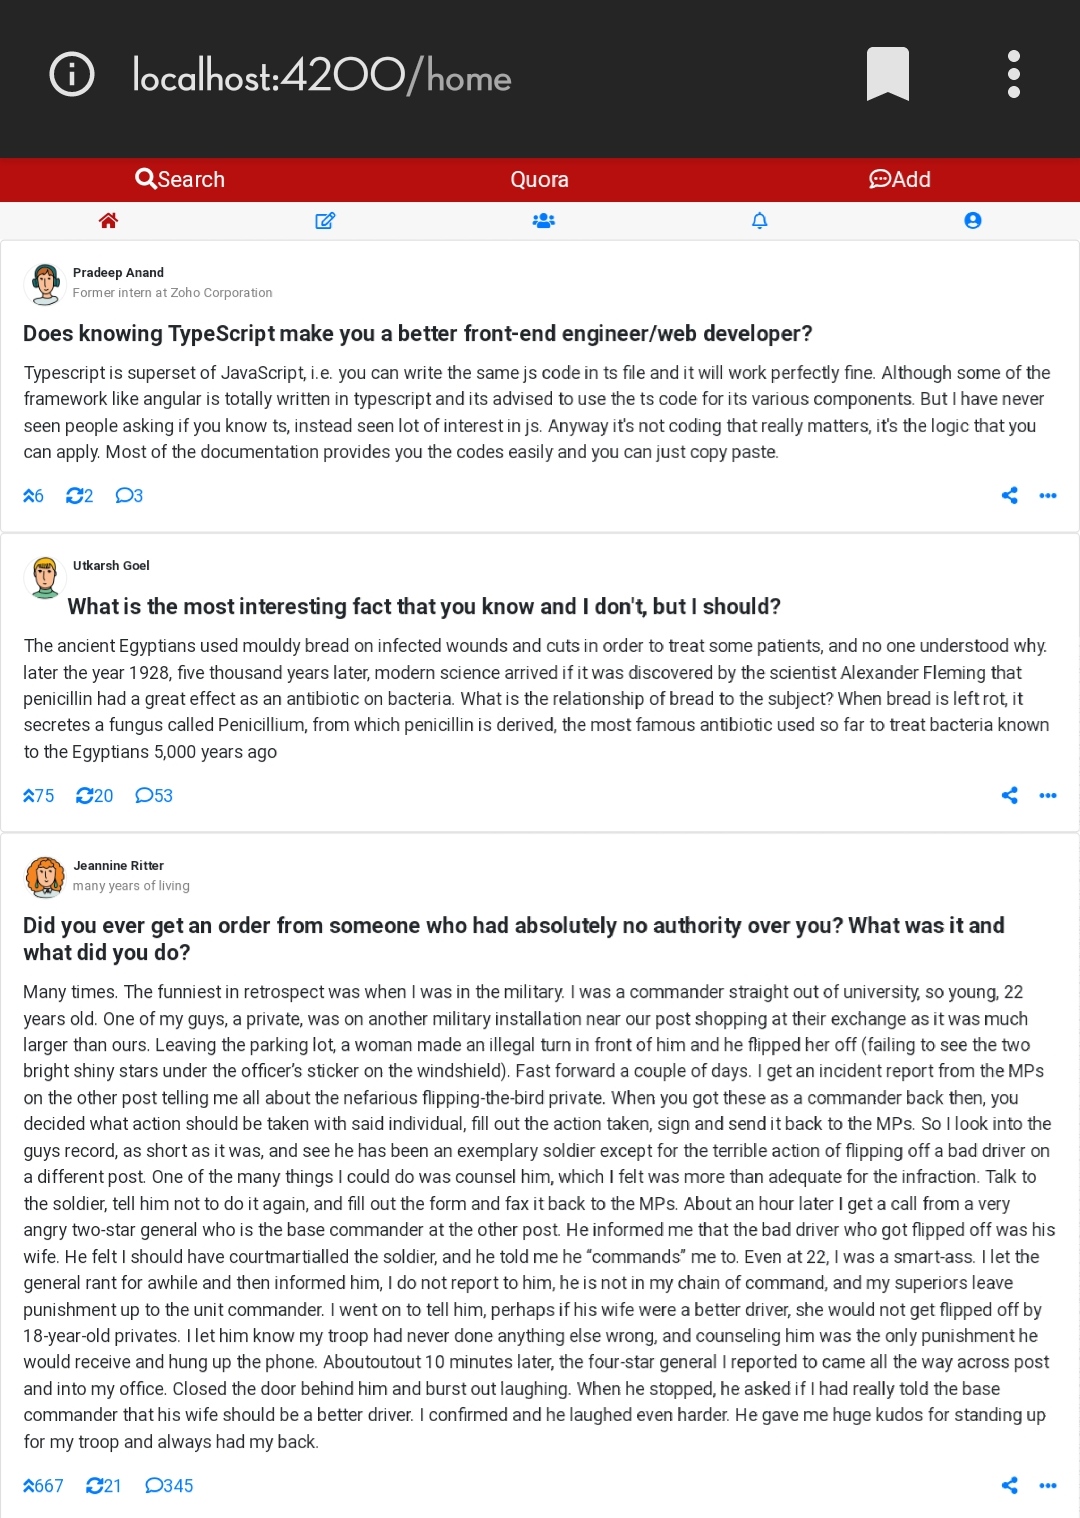 localhost:4200/home
Search Quora Add
Pradeep Anand
Former intern at Zoho Corporation
Does knowing TypeScript make you a better front-end engineer/web developer?
Typescript is superset of JavaScript, i.e. you can write the same js code in ts file and it will work perfectly fine. Although some of the
framework like angular is totally written in typescript and its advised to use the ts code for its various components. But I have never
seen people asking if you know ts, instead seen lot of interest in js. Anyway it's not coding that really matters, it's the logic that you
can apply. Most of the documentation provides you the codes easily and you can just copy paste.
6 2 3
Utkarsh Goel
What is the most interesting fact that you know and I don't, but I should?
The ancient Egyptians used mouldy bread on infected wounds and cuts in order to treat some patients, and no one understood why.
later the year 1928, five thousand years later, modern science arrived if it was discovered by the scientist Alexander Fleming that
penicillin had a great effect as an antibiotic on bacteria. What is the relationship of bread to the subject? When bread is left rot, it
secretes a fungus called Penicillium, from which penicillin is derived, the most famous antibiotic used so far to treat bacteria known
to the Egyptians 5,000 years ago
75 20 53
Jeannine Ritter
many years of living
Did you ever get an order from someone who had absolutely no authority over you? What was it and
what did you do?
Many times. The funniest in retrospect was when I was in the military. I was a commander straight out of university, so young, 22
years old. One of my guys, a private, was on another military installation near our post shopping at their exchange as it was much
larger than ours. Leaving the parking lot, a woman made an illegal turn in front of him and he flipped her off (failing to see the two
bright shiny stars under the officer's sticker on the windshield). Fast forward a couple of days. I get an incident report from the MPs
on the other post telling me all about the nefarious flipping-the-bird private. When you got these as a commander back then, you
decided what action should be taken with said individual, fill out the action taken, sign and send it back to the MPs. So I look into the
guys record, as short as it was, and see he has been an exemplary soldier except for the terrible action of flipping off a bad driver on
a different post. One of the many things I could do was counsel him, which I felt was more than adequate for the infraction. Talk to
the soldier, tell him not to do it again, and fill out the form and fax it back to the MPs. About an hour later I get a call from a very
angry two-star general who is the base commander at the other post. He informed me that the bad driver who got flipped off was his
wife. He felt I should have courtmartialled the soldier, and he told me he “commands” me to. Even at 22, I was a smart-ass. I let the
general rant for awhile and then informed him, I do not report to him, he is not in my chain of command, and my superiors leave
punishment up to the unit commander. I went on to tell him, perhaps if his wife were a better driver, she would not get flipped off by
18-year-old privates. I let him know my troop had never done anything else wrong, and counseling him was the only punishment he
would receive and hung up the phone. Aboutoutout 10 minutes later, the four-star general I reported to came all the way across post
and into my office. Closed the door behind him and burst out laughing. When he stopped, he asked if I had really told the base
commander that his wife should be a better driver. I confirmed and he laughed even harder. He gave me huge kudos for standing up
for my troop and always had my back.
667 21 345